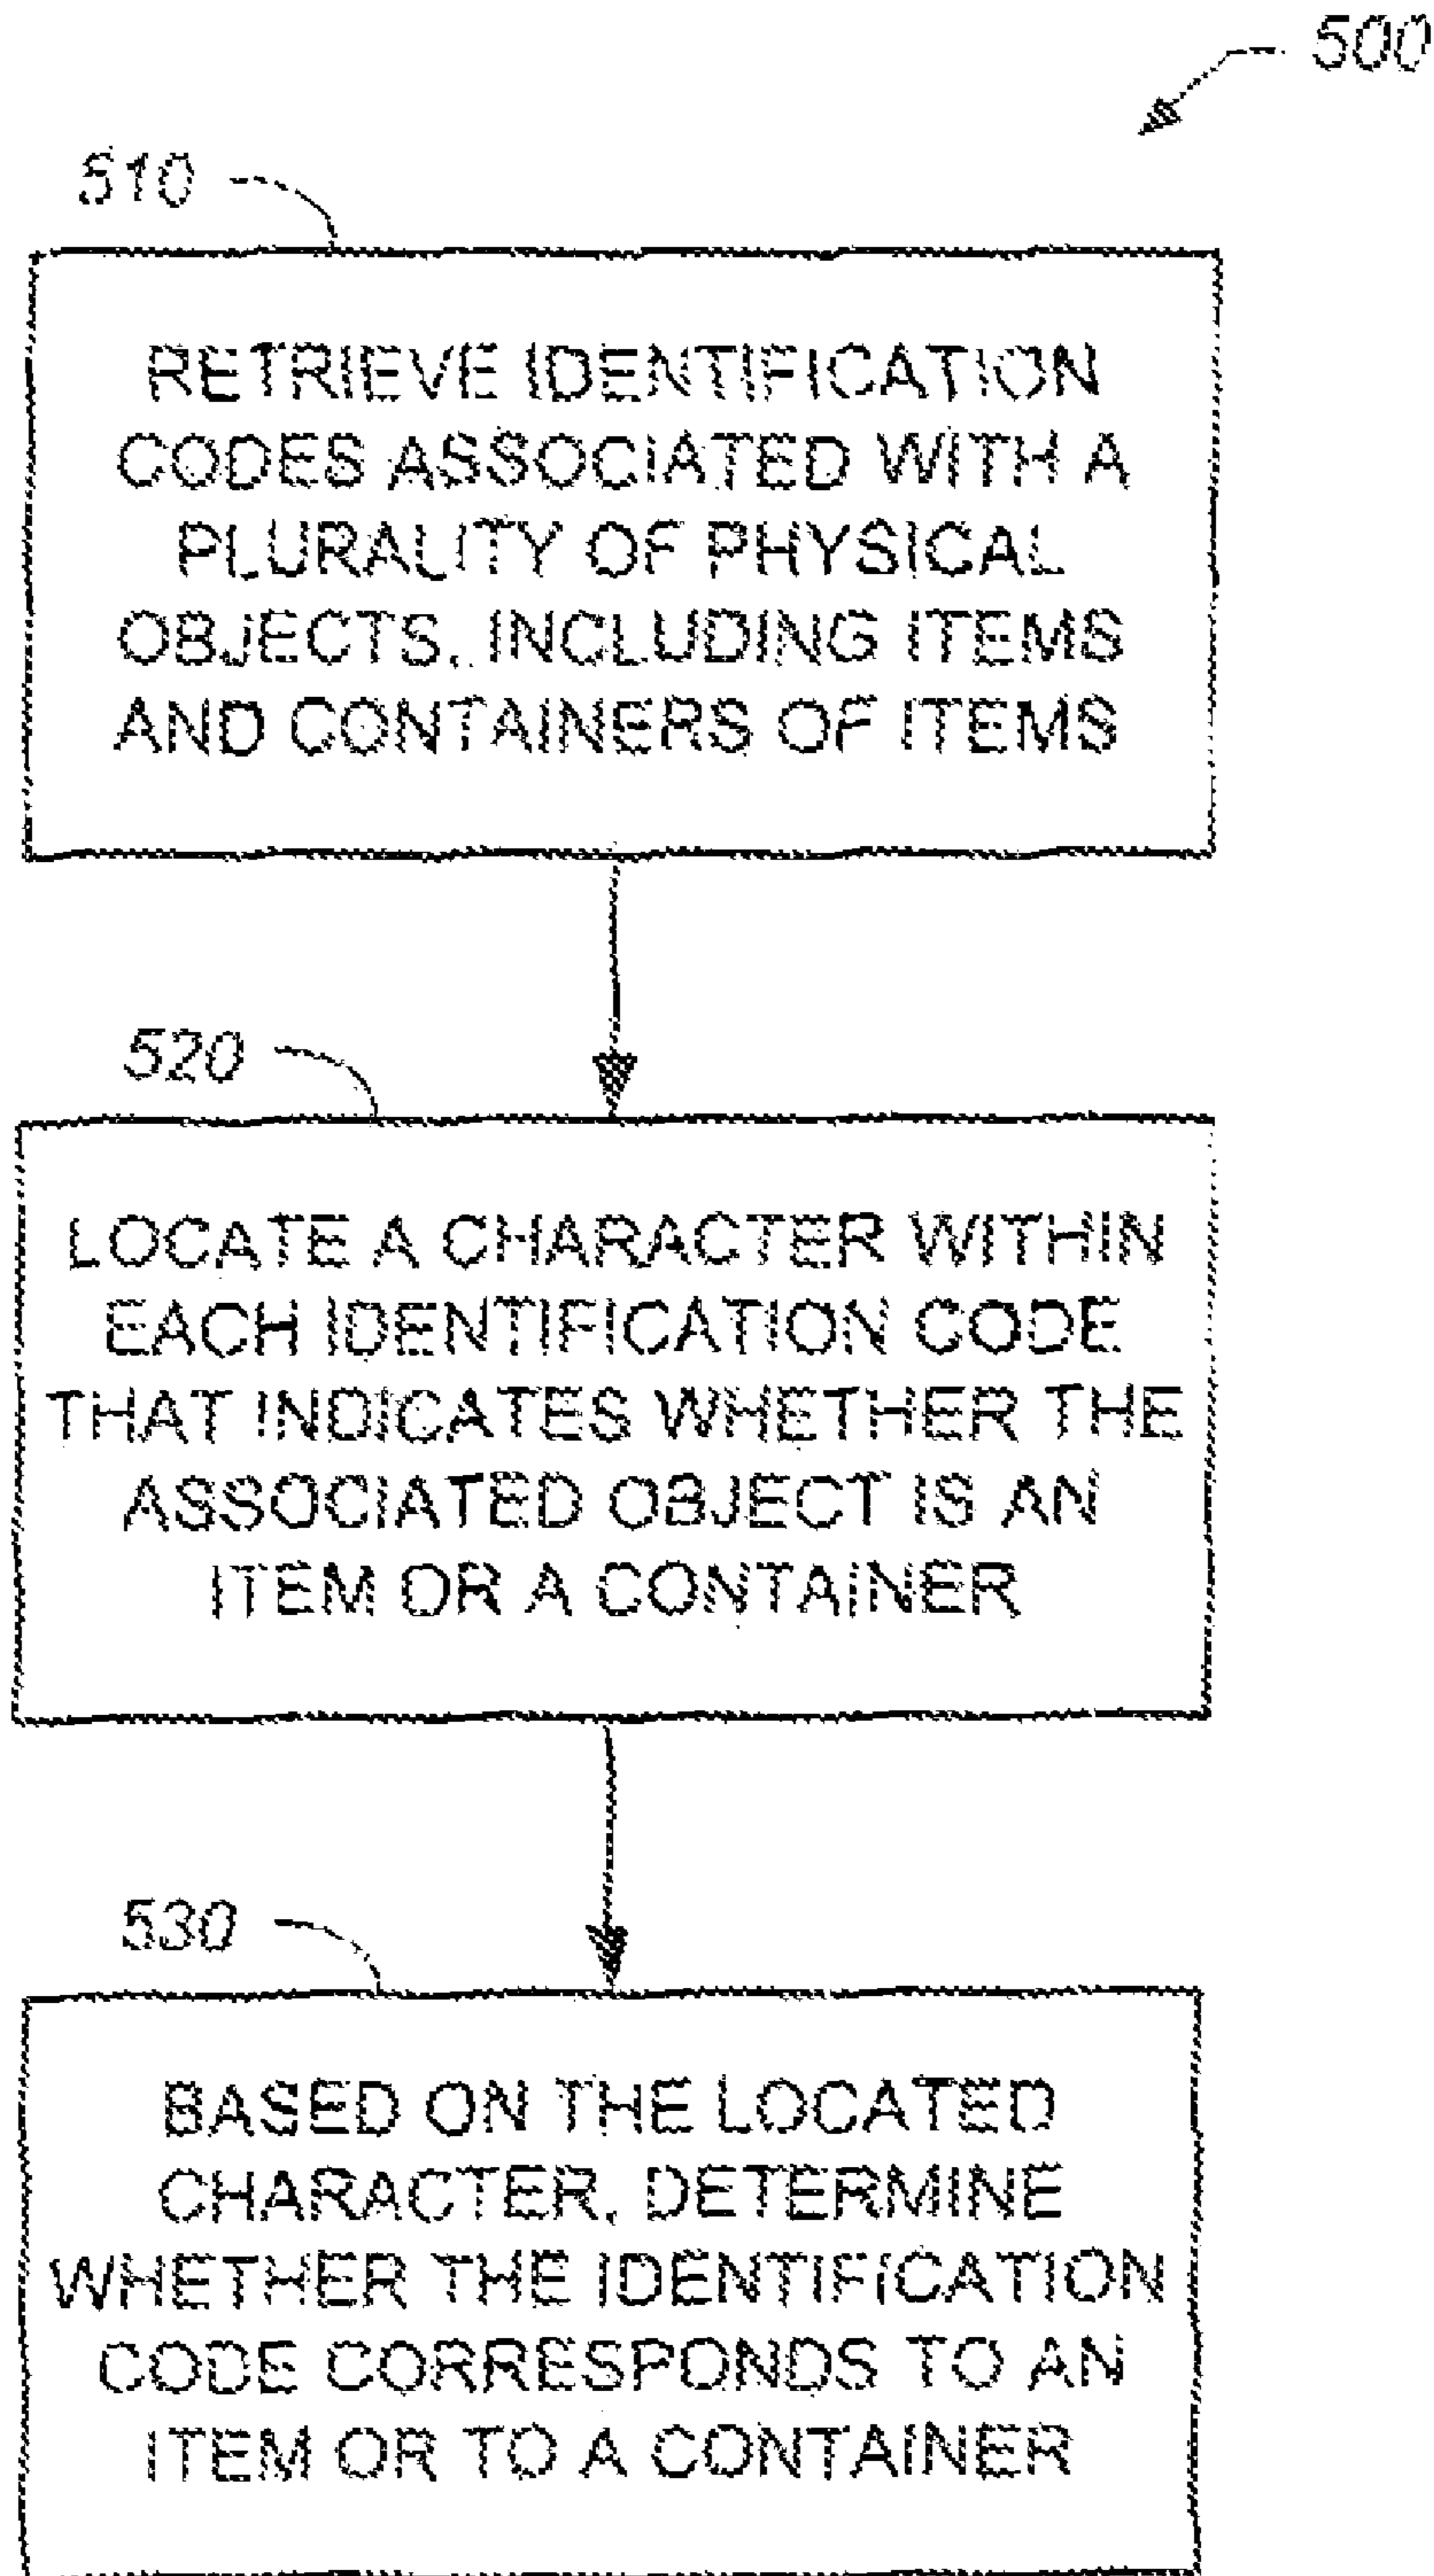 500
510
RETRIEVE IDENTIFICATION
CODES ASSOCIATED WITH A
PLURALITY OF PHYSICAL
OBJECTS, INCLUDING ITEMS
AND CONTAINERS OF ITEMS
520
LOCATE A CHARACTER WITHIN
EACH IDENTIFICATION CODE
THAT INDICATES WHETHER THE
ASSOCIATED OBJECT IS AN
ITEM OR A CONTAINER
530
BASED ON THE LOCATED
CHARACTER, DETERMINE
WHETHER THE IDENTIFICATION
CODE CORRESPONDS TO AN
ITEM OR TO A CONTAINER